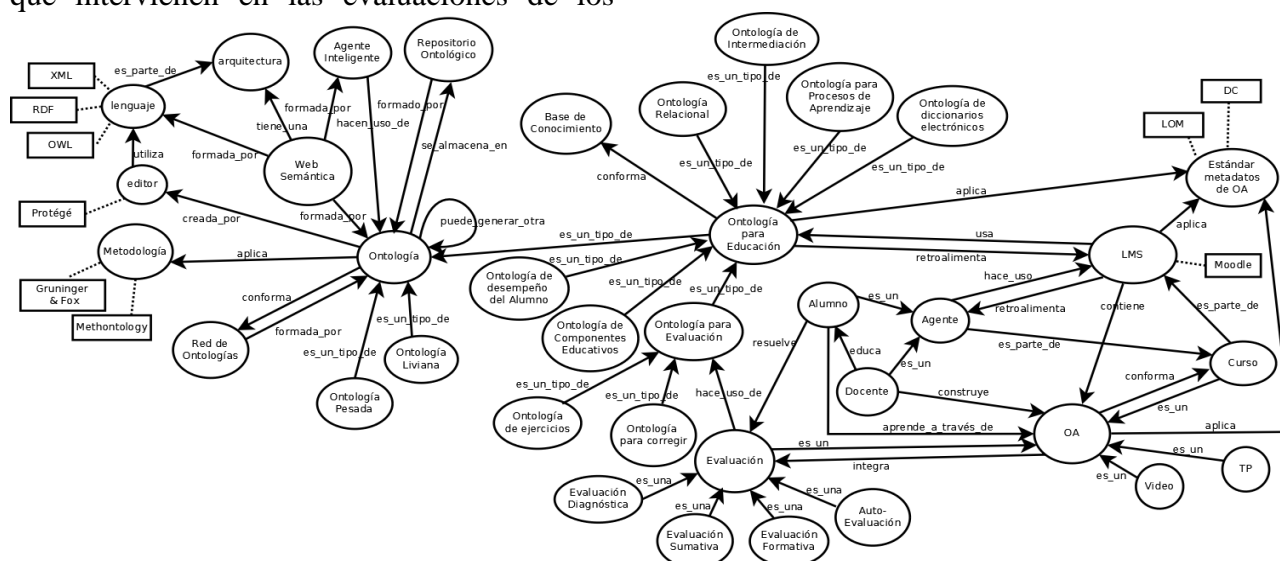 que intervienen en las evaluaciones de los
Ontología de
Intermediación
Agente
Inteligente
Repositorio
Ontológico
XML
es_parte_de
arquitectura
es_un_tipo_de
Ontología para
Procesos de
Aprendizaje
DC
lenguaje
RDF
formada_por
formado_por
Ontología
Relacional
Ontología de
diccionarios
electrónicos
LOM
tiene_una
hacen_uso_de
Base de
Conocimiento
OWL
utiliza
formada_por
se_almacena_en
es_un_tipo_de
es_un_tipo_de
es_un_tipo_de
Estándar
metadatos
de OA
Web
Semántica
conforma
editor
aplica
Protégé
creada_por
formada_por
puede_generar_otra
Ontología
para
Educación
aplica
es_un_tipo_de
usa
Metodología
aplica
Ontología
es_un_tipo_de
retroalimenta
LMS
Moodle
Ontología de
desempeño
del Alumno
es_un_tipo_de
es_un_tipo_de
hace_uso
Gruninger
& Fox
conforma
Alumno
es_un
retroalimenta
contiene
es_parte_de
Methontology
formada_por
es_un_tipo_de
Ontología de
Componentes
Educativos
Ontología para
Evaluación
Agente
Red de
Ontologías
resuelve
es_parte_de
es_un_tipo_de
Ontología
Liviana
educa
es_un
Curso
conforma
es_un_tipo_de
hace_uso_de
Docente
construye
Ontología
Pesada
es_un_tipo_de
es_un
Ontología
de ejercicios
Ontología
para corregir
aprende_a_través_de
OA
aplica
es_un
Evaluación
integra
es_un
es_una
es_un
TP
Evaluación
Diagnóstica
es_una
es_una
es_una
Video
Auto-
Evaluación
Evaluación
Sumativa
Evaluación
Formativa